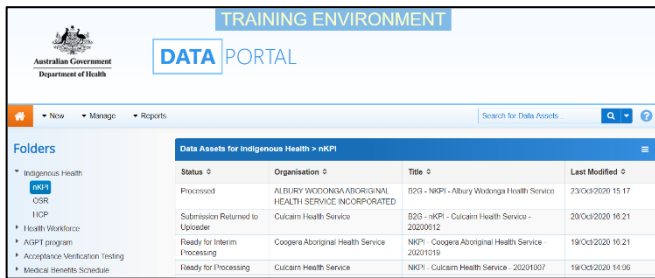 TRAINING ENVIRONMENT
Australian Government
Department of Health
DATA PORTAL
New Manage Reports Search for Data Assets...
Folders
Indigenous Health
nKPI
OSR
HCP
Health Workforce
AGPT program
Acceptance Verification Testing
Medical Benefits Schedule
Data Assets for Indigenous Health > nKPI
Status Organisation Title Last Modified
Processed ALBURY WODONGA ABORIGINAL B2G - NKPI - Albury Wodonga Health Service 23/Oct/2020 15:17
HEALTH SERVICE INCORPORATED
Submission Returned to Culcairn Health Service B2G - nKPI - Culcairn Health Service - 20/Oct/2020 16:21
Uploader 20200612
Ready for Interim Coogera Aboriginal Health Service NKPI - Coogera Aboriginal Health Service - 19/Oct/2020 16:21
Processing 20201019
Ready for Processing Culcairn Health Service NKPI - Culcairn Health Service - 20201007 19/Oct/2020 14:06